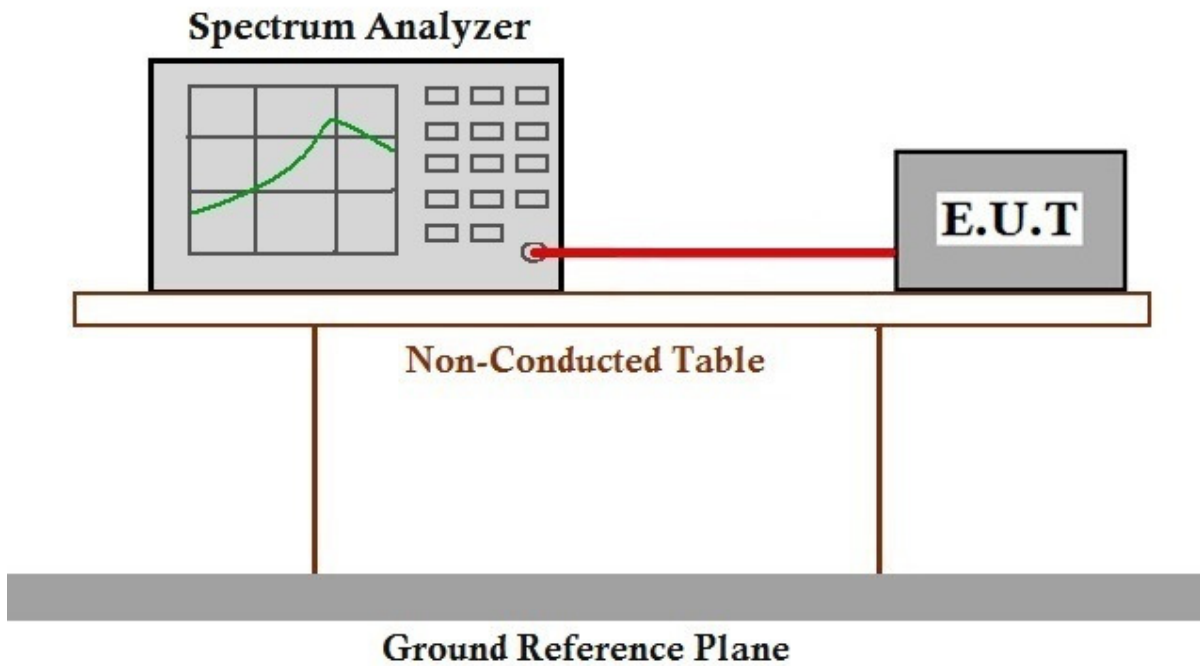 Spectrum Analyzer
E.U.T
Non-Conducted Table
Ground Reference Plane